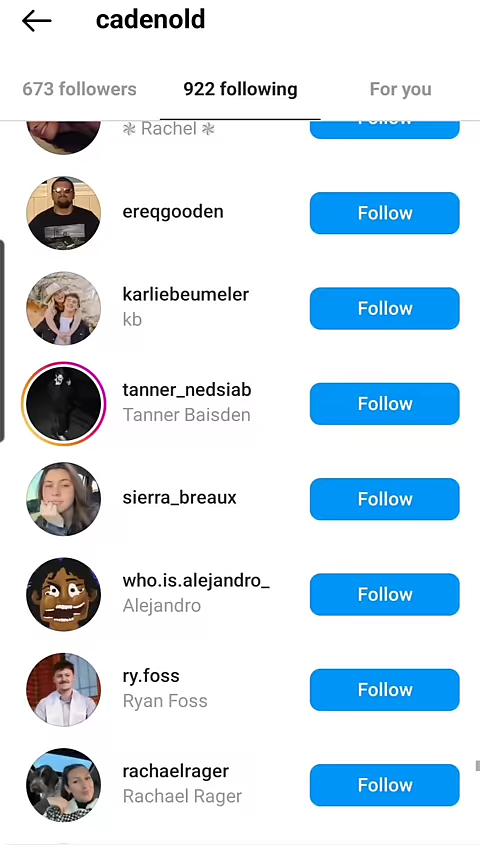 cadenold
673 followers
922 following
For you
✻ Rachel ✻
Follow
ereqgooden
Follow
karliebeumeler
kb
Follow
tanner_nedsiab
Tanner Baisden
Follow
sierra_breaux
Follow
who.is.alejandro_
Alejandro
Follow
ry.foss
Ryan Foss
Follow
rachaelrager
Rachael Rager
Follow